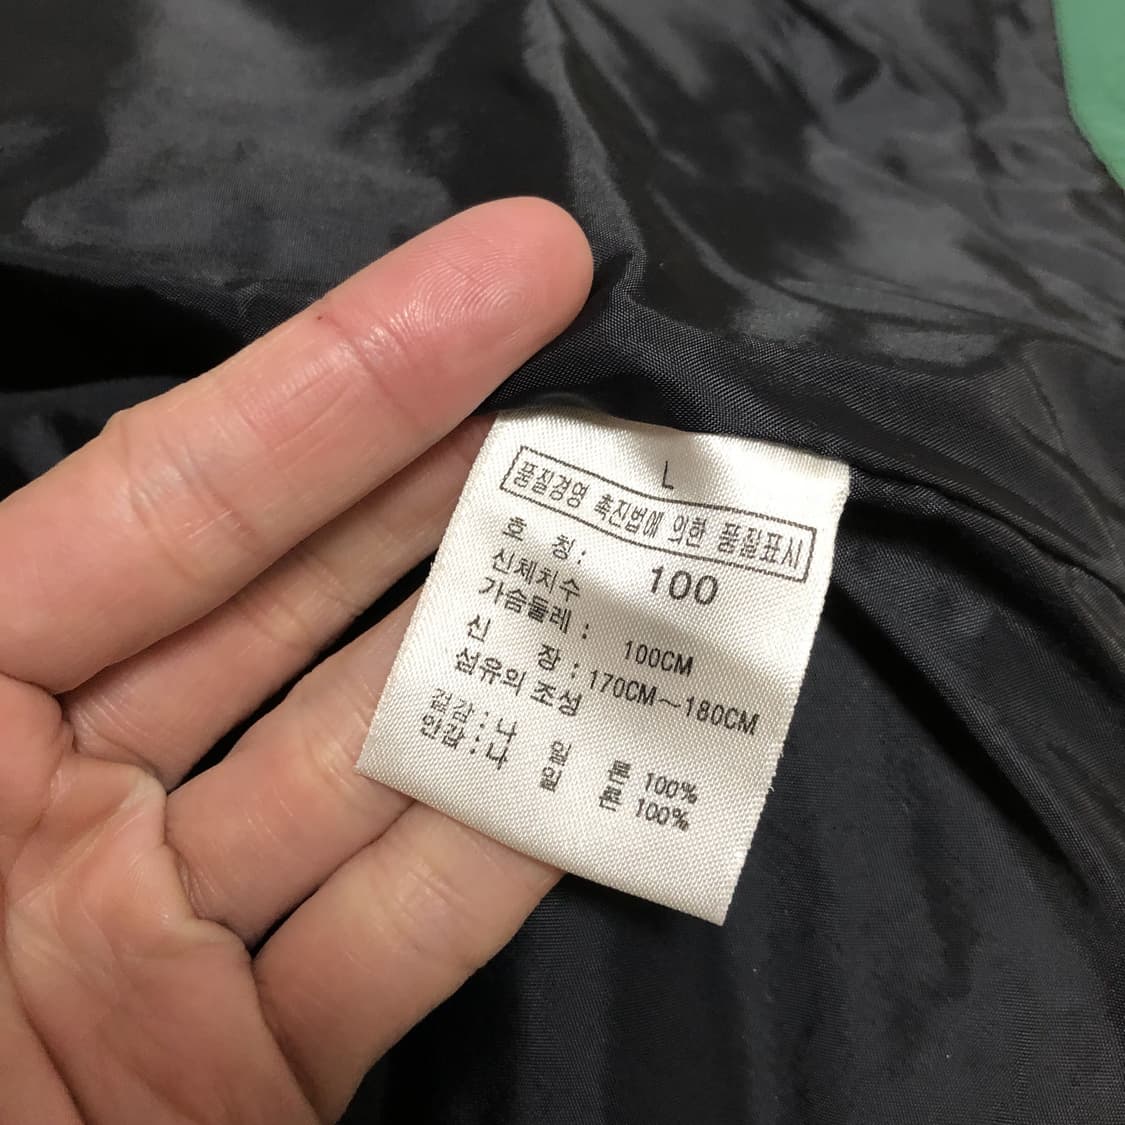 L
품질경영 촉진법에 의한 품질표시
호 칭: 100
신체치수
가슴둘레 : 100CM
신 장 : 170CM~180CM
섬유의 조성
겉감 : 나 일 론 100%
안감 : 나 일 론 100%